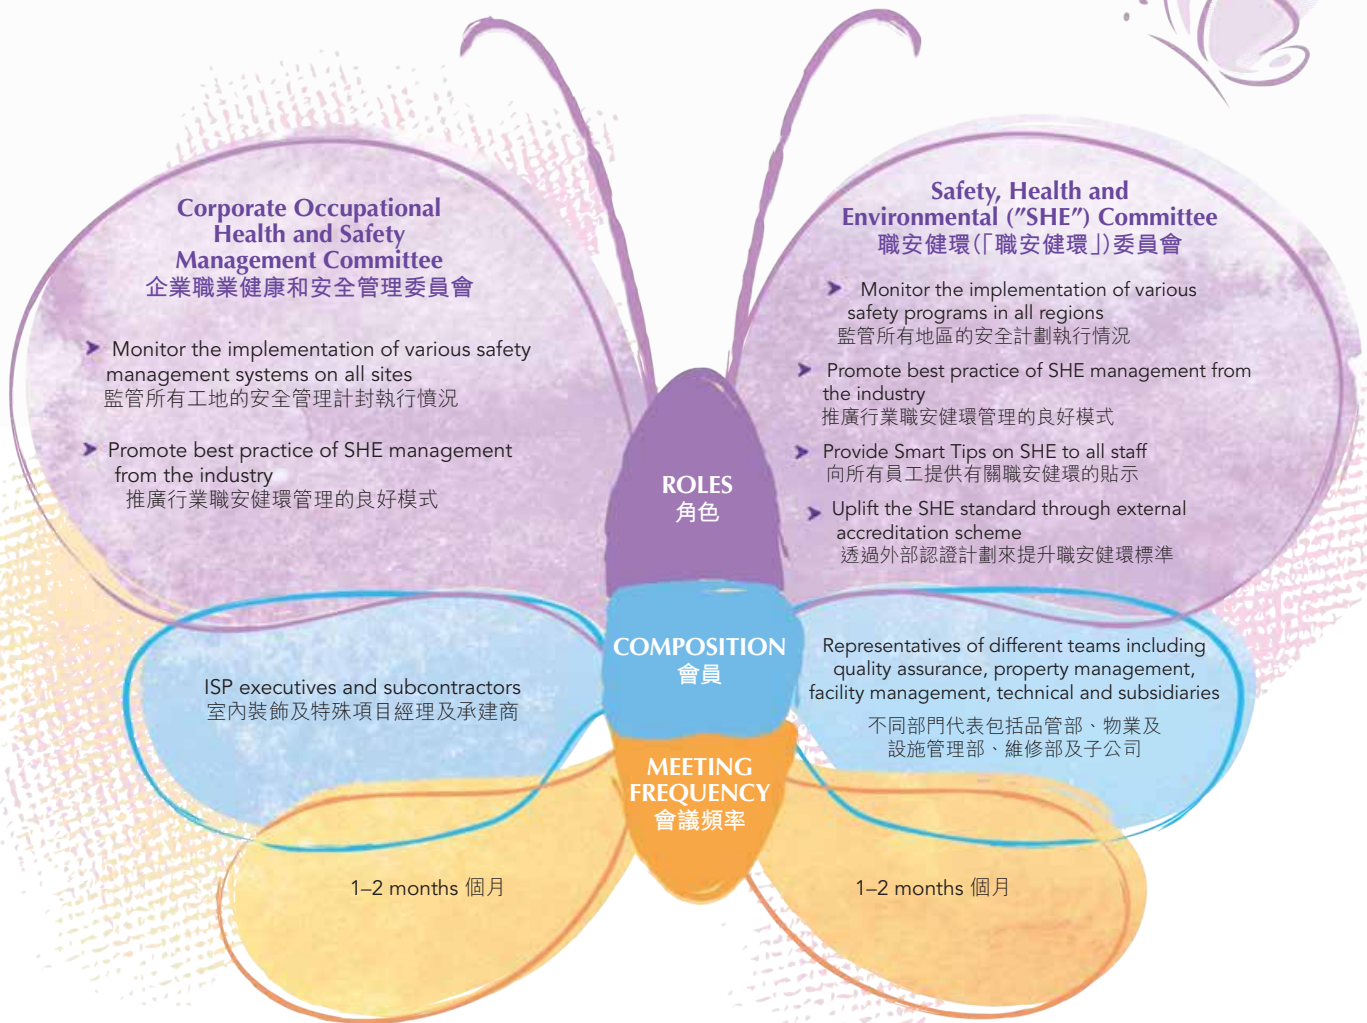 Corporate Occupational
Health and Safety
Management Committee
企業職業健康和安全管理委員會
Monitor the implementation of various safety
management systems on all sites
監管所有工地的安全管理計封執行慎況
Promote best practice of SHE management
from the industry
推廣行業職安健環管理的良好模式
Safety, Health and
Environmental ("SHE") Committee
職安健環(「職安健環」)委員會
Monitor the implementation of various
safety programs in all regions
監管所有地區的安全計劃執行情況
Promote best practice of SHE management from
the industry
推廣行業職安健環管理的良好模式
Provide Smart Tips on SHE to all staff
向所有員工提供有關職安健環的貼示
Uplift the SHE standard through external
accreditation scheme
透過外部認證計劃來提升職安健環標準
ROLES
角色
COMPOSITION
會員
ISP executives and subcontractors
室內裝飾及特殊項目經理及承建商
Representatives of different teams including
quality assurance, property management,
facility management, technical and subsidiaries
不同部門代表包括品管部、物業及
設施管理部、維修部及子公司
MEETING
FREQUENCY
會議頻率
1–2 months 個月
1–2 months 個月